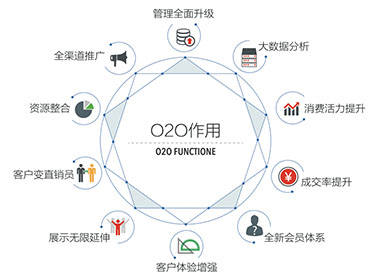 管理全面升级
全渠道推广
大数据分析
资源整合
消费活力提升
O2O作用
O2O FUNCTIONE
客户变直销员
成交率提升
展示无限延伸
全新会员体系
客户体验增强